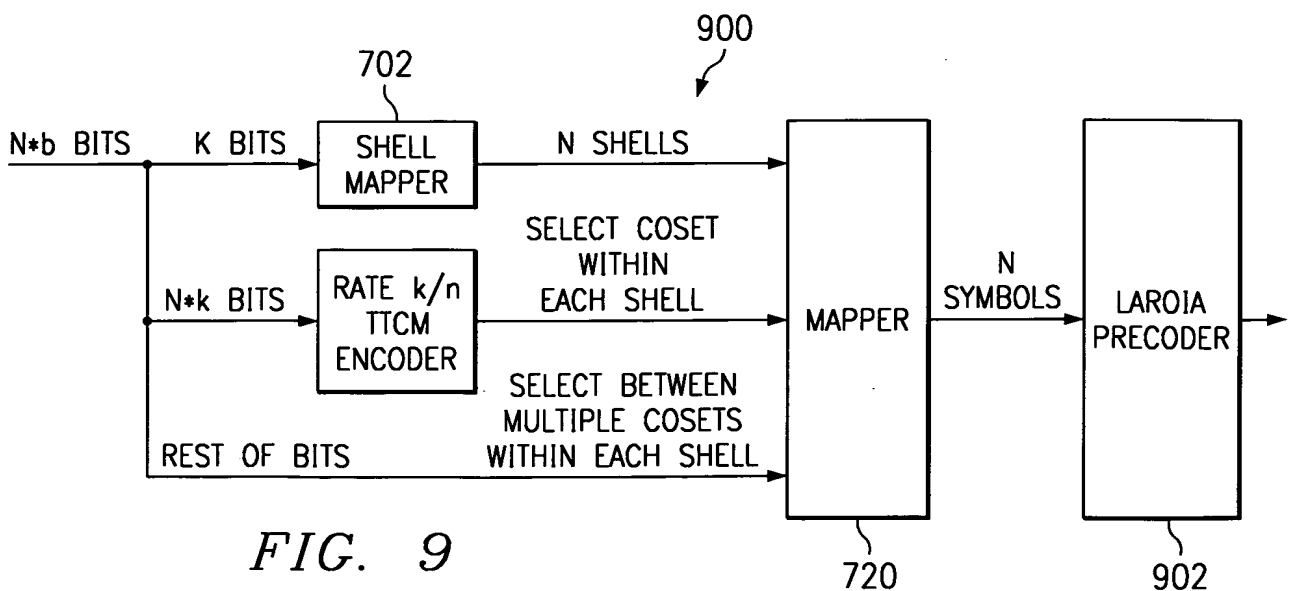 900
702
N*b BITS
K BITS
SHELL
MAPPER
N SHELLS
SELECT COSET
WITHIN
EACH SHELL
N*k BITS
RATE k/n
TTCM
ENCODER
MAPPER
N
SYMBOLS
LAROIA
PRECODER
SELECT BETWEEN
MULTIPLE COSETS
WITHIN EACH SHELL
REST OF BITS
FIG. 9
720
902